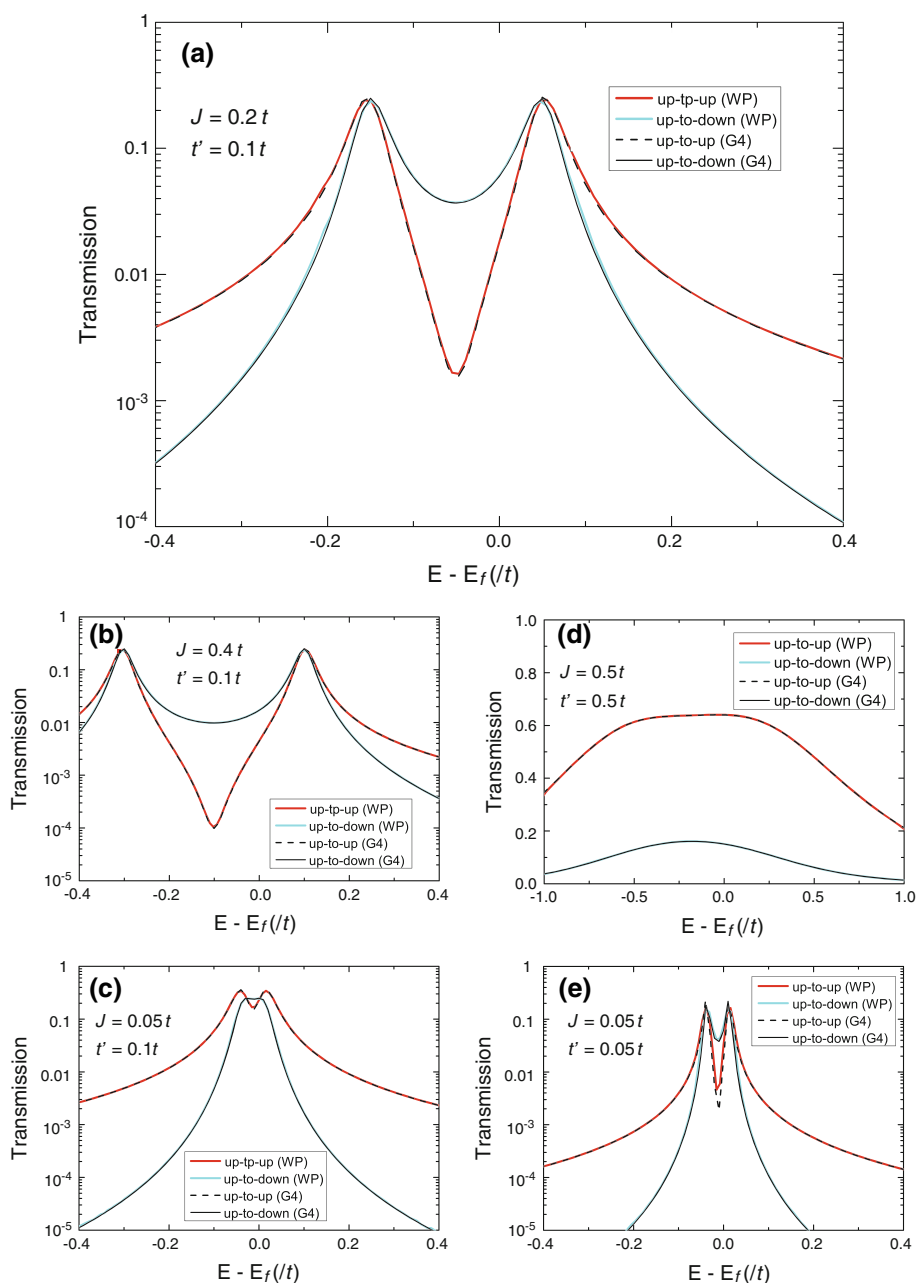 (a)
J = 0.2 t
t' = 0.1 t
up-tp-up (WP)
up-to-down (WP)
up-to-up (G4)
up-to-down (G4)
Transmission
1
0.1
0.01
10-3
10-4
-0.4
-0.2
0.0
0.2
0.4
E - Ef(/t)
(b)
J = 0.4 t
t' = 0.1 t
up-tp-up (WP)
up-to-down (WP)
up-to-up (G4)
up-to-down (G4)
Transmission
1
0.1
0.01
10-3
10-4
10-5
-0.4
-0.2
0.0
0.2
0.4
E - Ef(/t)
(d)
J = 0.5 t
t' = 0.5 t
up-to-up (WP)
up-to-down (WP)
up-to-up (G4)
up-to-down (G4)
Transmission
1.0
0.8
0.6
0.4
0.2
0.0
-1.0
-0.5
0.0
0.5
1.0
E - Ef(/t)
(c)
J = 0.05 t
t' = 0.1 t
up-tp-up (WP)
up-to-down (WP)
up-to-up (G4)
up-to-down (G4)
Transmission
1
0.1
0.01
10-3
10-4
10-5
-0.4
-0.2
0.0
0.2
0.4
E - Ef(/t)
(e)
J = 0.05 t
t' = 0.05 t
up-to-up (WP)
up-to-down (WP)
up-to-up (G4)
up-to-down (G4)
Transmission
1
0.1
0.01
10-3
10-4
10-5
-0.4
-0.2
0.0
0.2
0.4
E - Ef(/t)